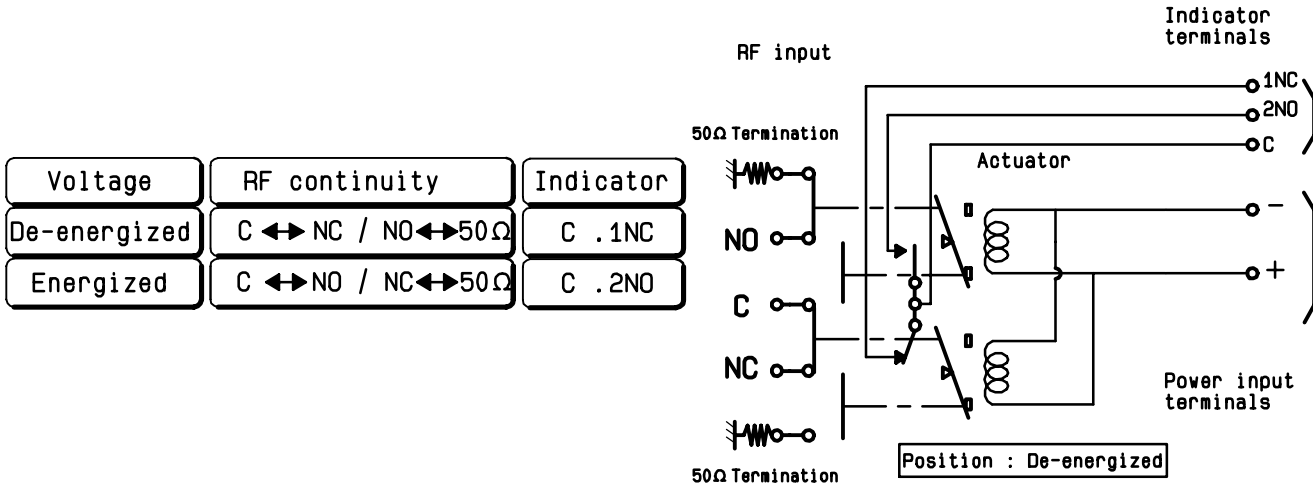 Voltage RF continuity Indicator
De-energized C ◄► NC / NO◄►50Ω C .1NC
Energized C ◄► NO / NC◄►50Ω C .2NO
Indicator
terminals
RF input
1NC
2NO
C
50Ω Termination
Actuator
NO
−
+
C
NC
Power input
terminals
50Ω Termination
Position : De-energized